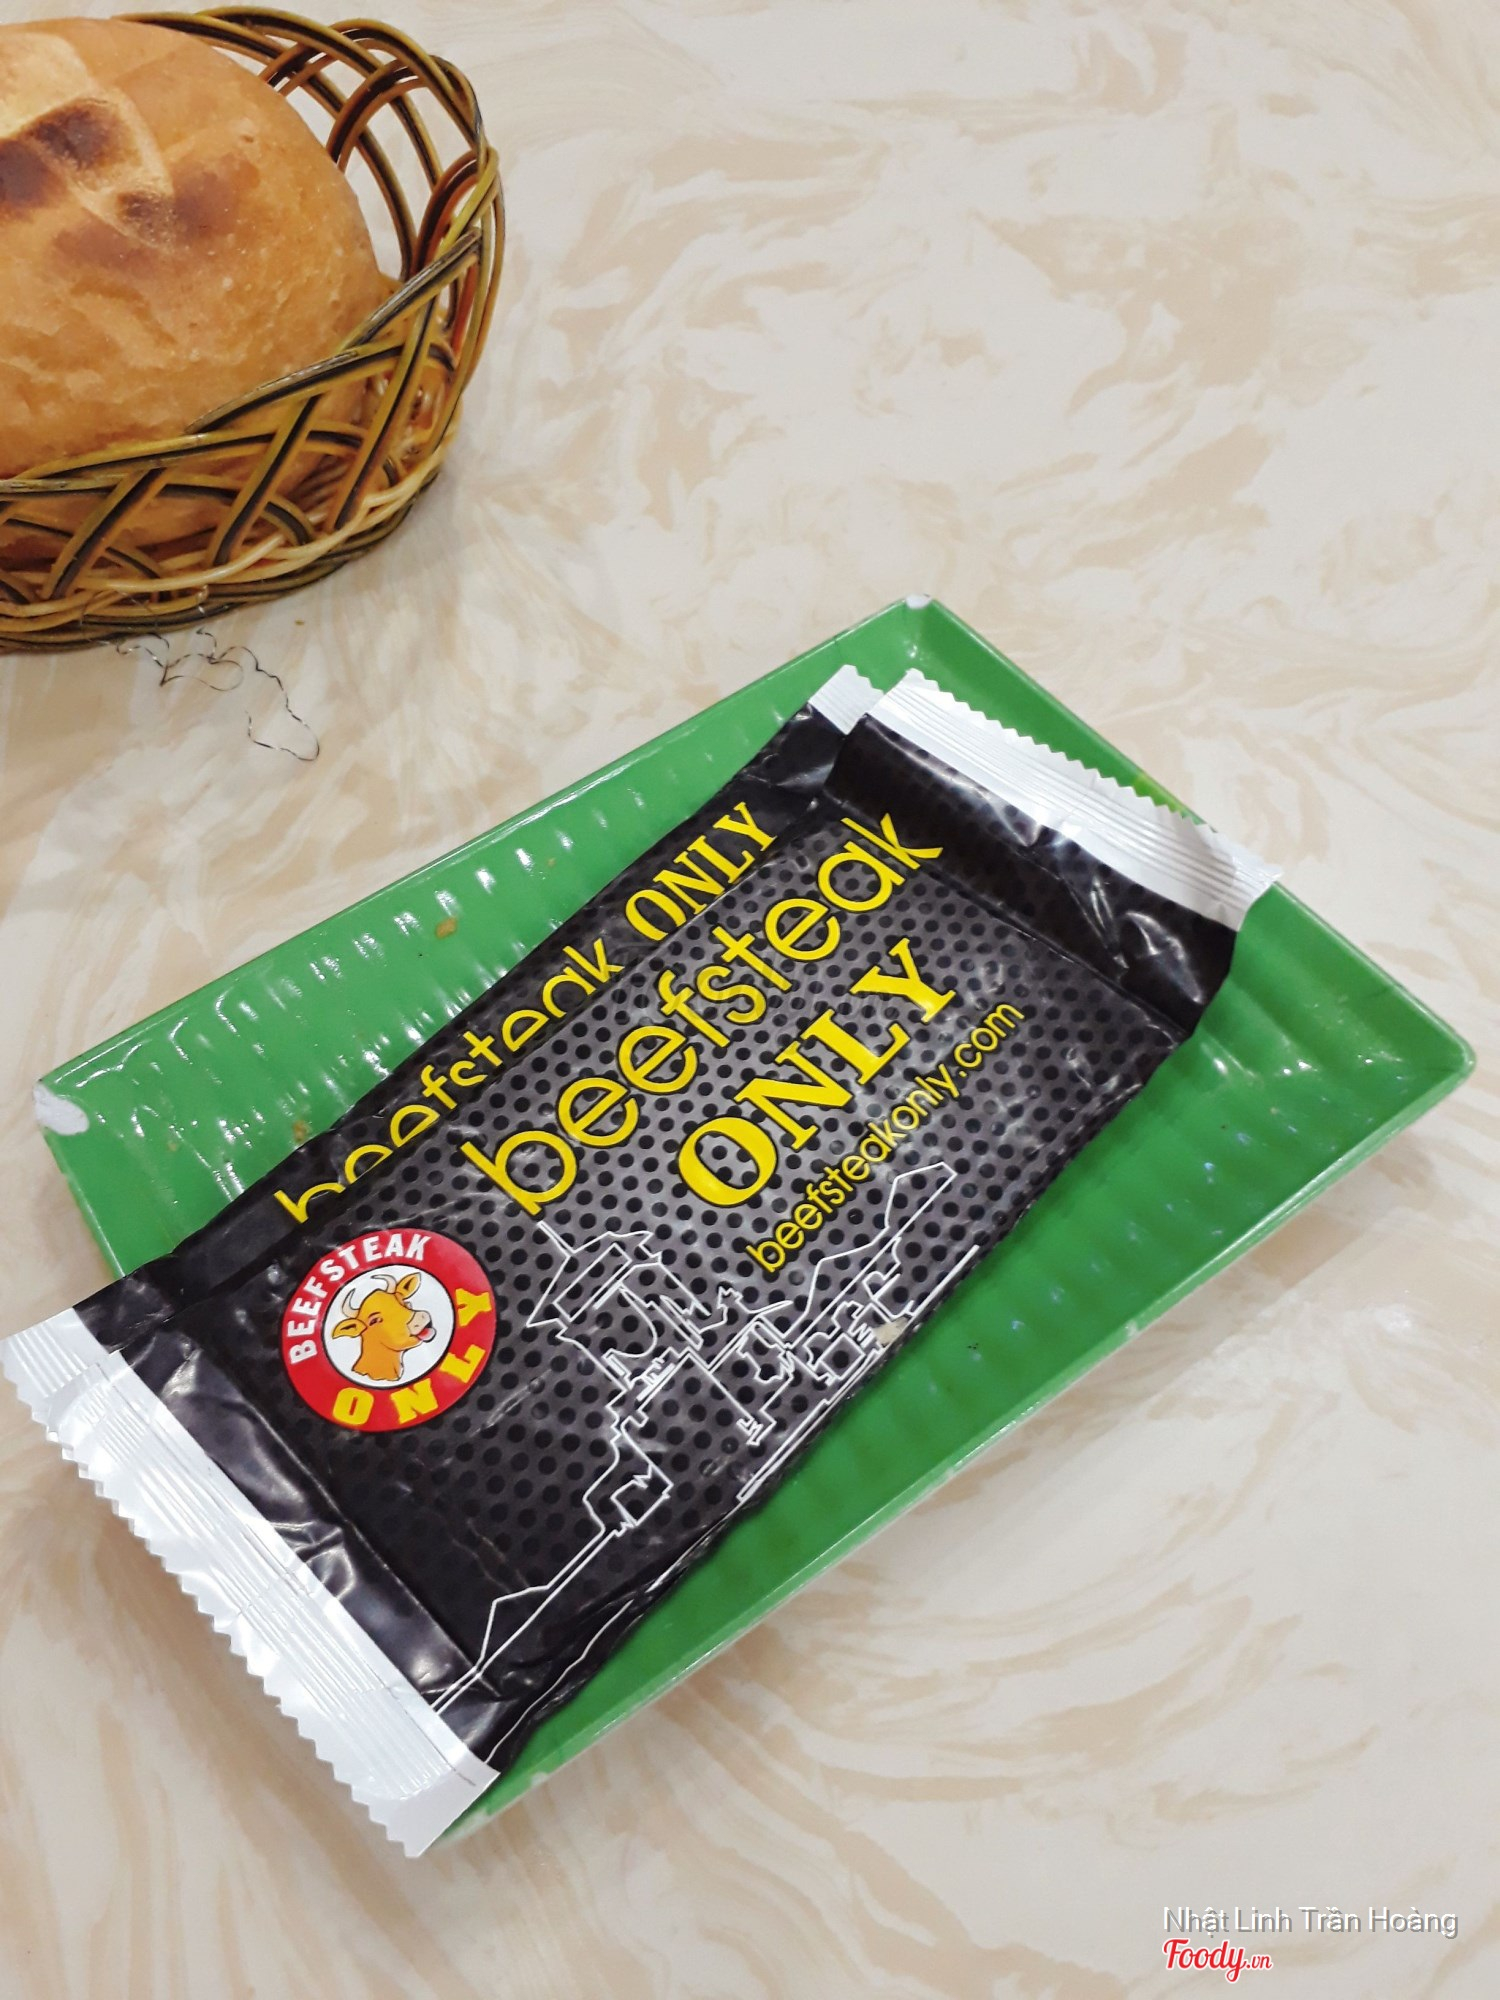 beefsteak ONLY
beefsteak
ONLY
beefsteakonly.com
BEEFSTEAK
ONLY
Nhật Linh Trần Hoàng
Foody.vn